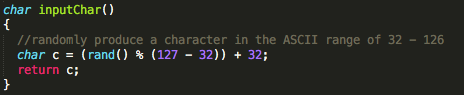 char inputChar()
{
  //randomly produce a character in the ASCII range of 32 - 126
  char c = (rand() % (127 - 32)) + 32;
  return c;
}